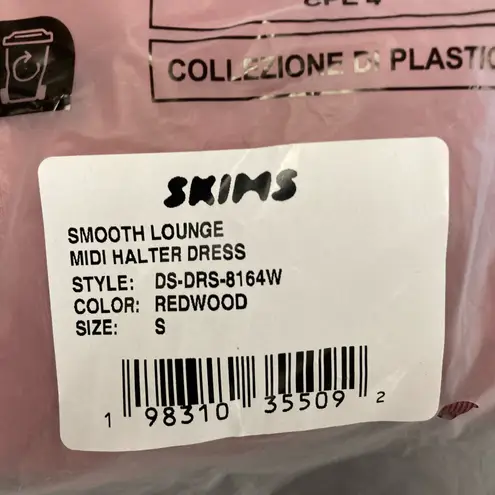 COLLEZIONE DI PLASTIC
SKIMS
SMOOTH LOUNGE
MIDI HALTER DRESS
STYLE: DS-DRS-8164W
COLOR: REDWOOD
SIZE: S
1 98310 35509 2